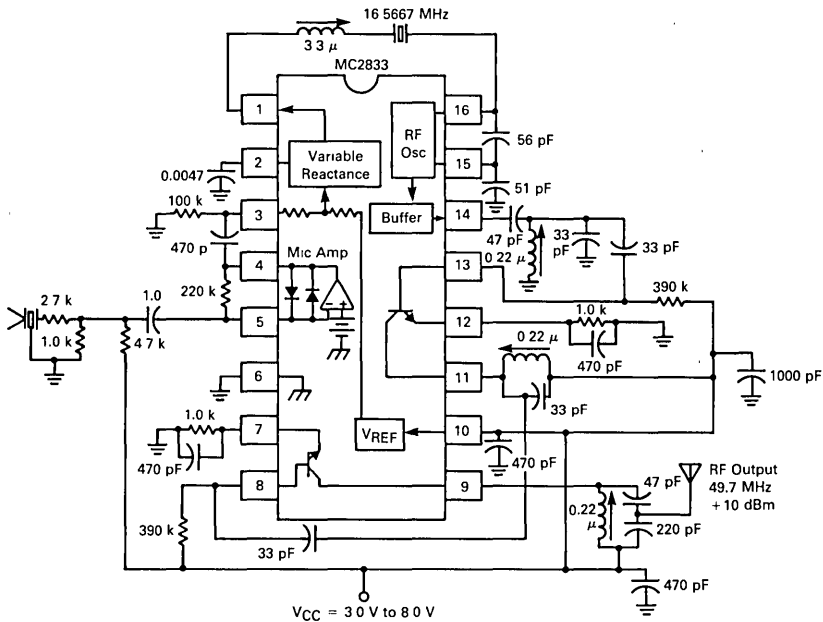 16 5667 MHz
3 3 µ
MC2833
1
16
RF
Osc
56 pF
2
Variable
Reactance
15
0.0047
51 pF
100 k
3
Buffer
14
470 p
47 pF
33
pF
33 pF
Mic Amp
0 22 µ
4
13
390 k
2 7 k
1.0
220 k
5
12
1.0 k
1.0 k
4 7 k
0 22 µ
470 pF
6
11
1000 pF
33 pF
1.0 k
7
VREF
10
470 pF
470 pF
RF Output
49.7 MHz
+ 10 dBm
8
9
47 pF
0.22
µ
220 pF
390 k
33 pF
470 pF
VCC = 3 0 V to 8 0 V